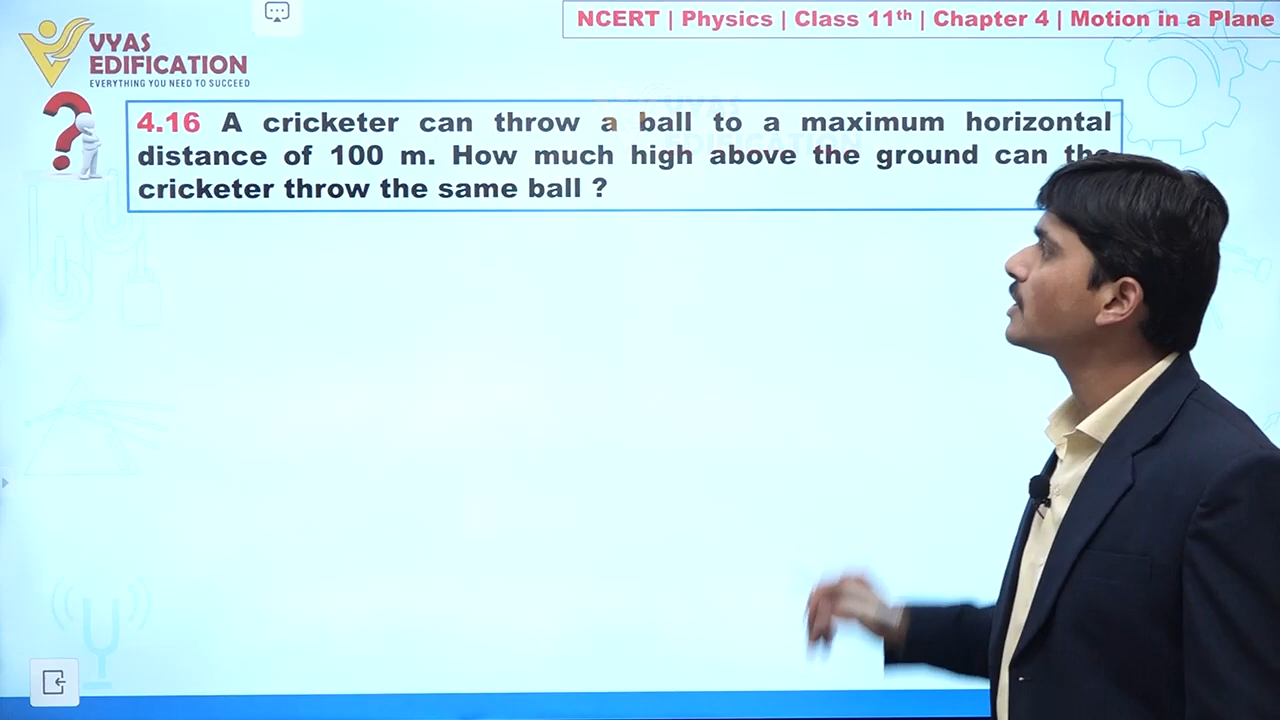 NCERT | Physics | Class 11th | Chapter 4 | Motion in a Plane
VYAS
EDIFICATION
EVERYTHING YOU NEED TO SUCCEED
4.16 A cricketer can throw a ball to a maximum horizontal
distance of 100 m. How much high above the ground can the
cricketer throw the same ball ?
VYAS
EDIFICATION